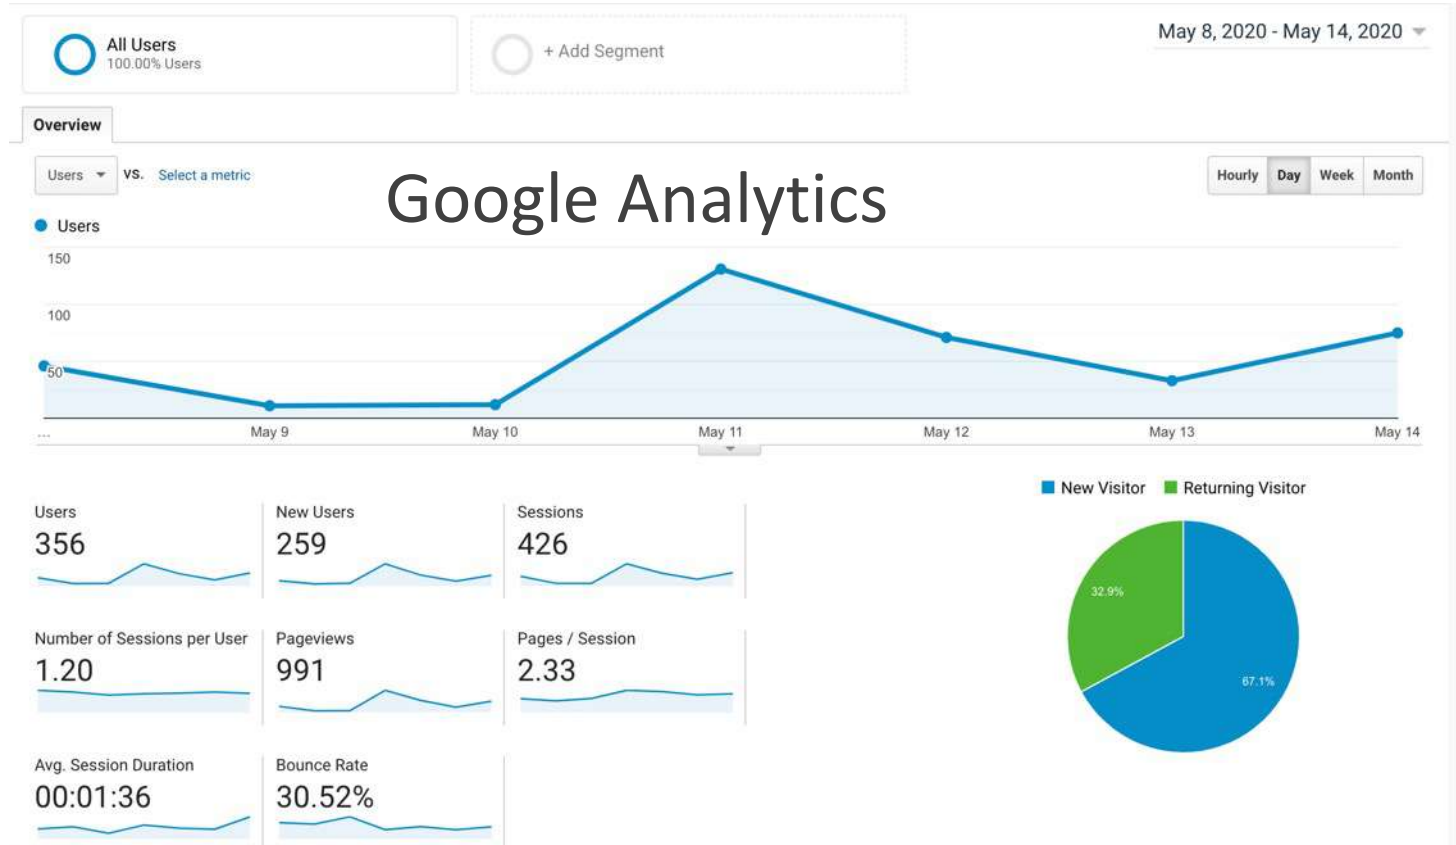 All Users
100.00% Users
+ Add Segment
May 8, 2020 - May 14, 2020
Overview
Users VS. Select a metric
Google Analytics
Hourly Day Week Month
Users
150
100
50
... May 9 May 10 May 11 May 12 May 13 May 14
New Visitor Returning Visitor
Users New Users Sessions
356 259 426
32.9%
Number of Sessions per User Pageviews Pages / Session
1.20 991 2.33
67.1%
Avg. Session Duration Bounce Rate
00:01:36 30.52%